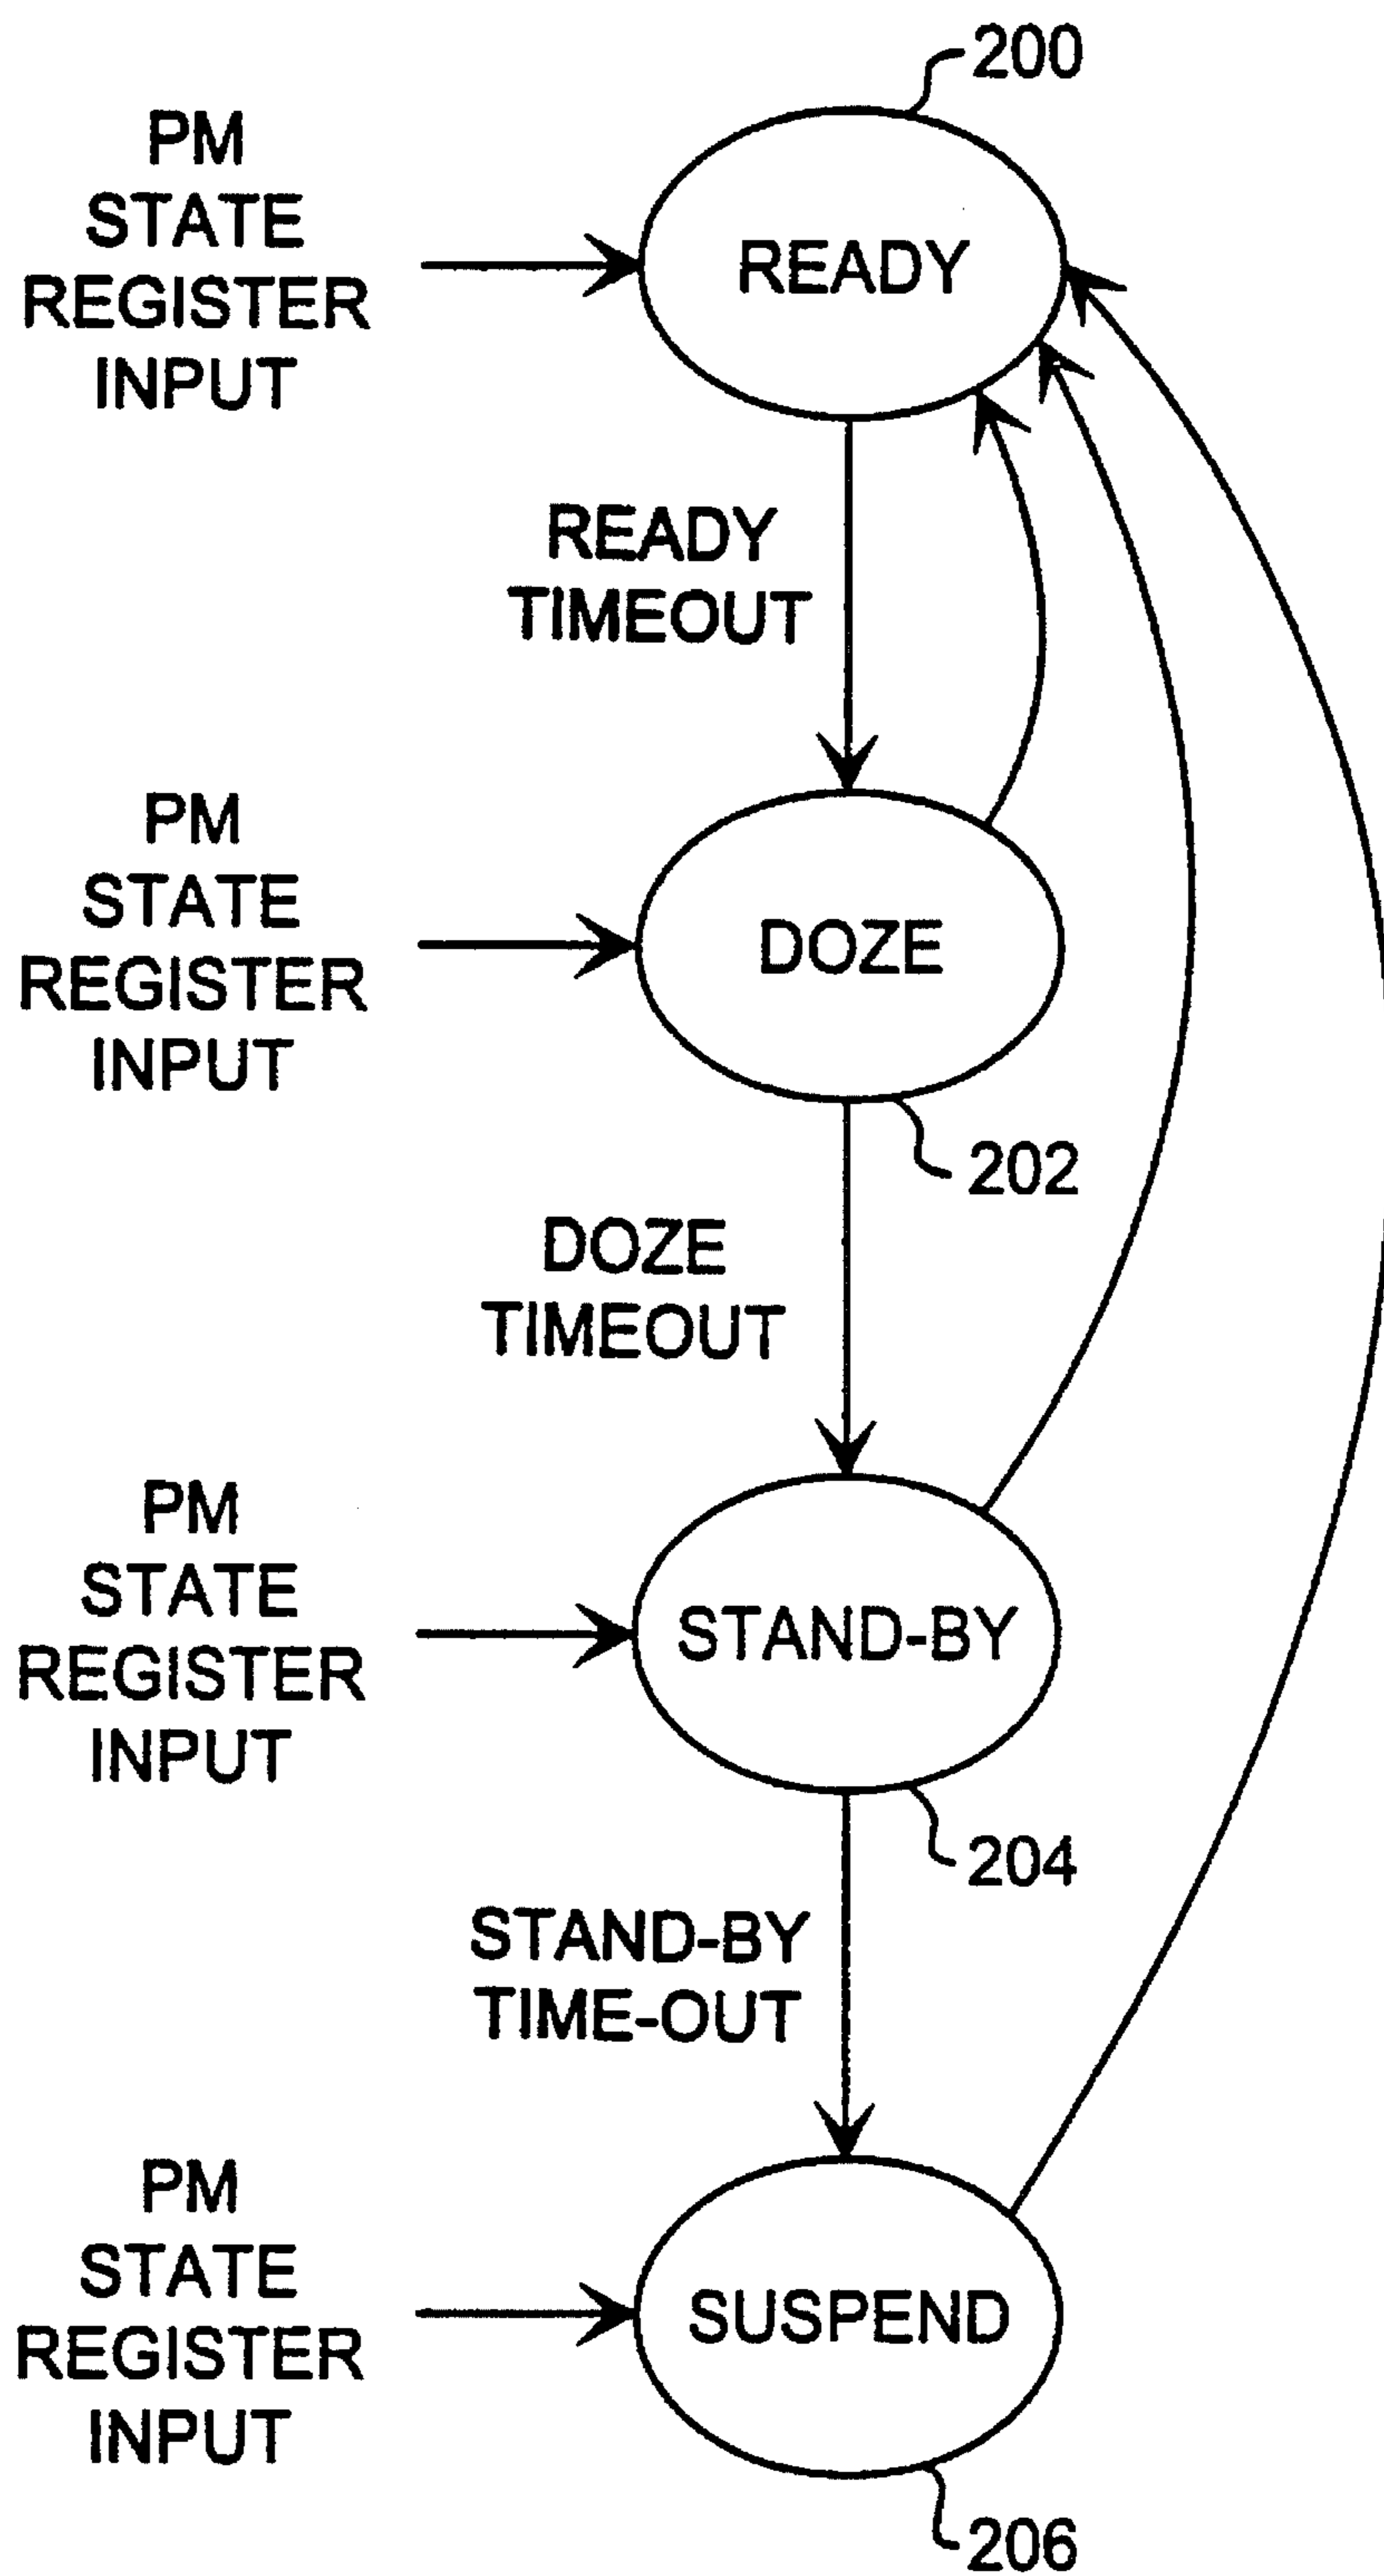 200
PM
STATE
REGISTER
INPUT
READY
READY
TIMEOUT
PM
STATE
REGISTER
INPUT
DOZE
202
DOZE
TIMEOUT
PM
STATE
REGISTER
INPUT
STAND-BY
204
STAND-BY
TIME-OUT
PM
STATE
REGISTER
INPUT
SUSPEND
206